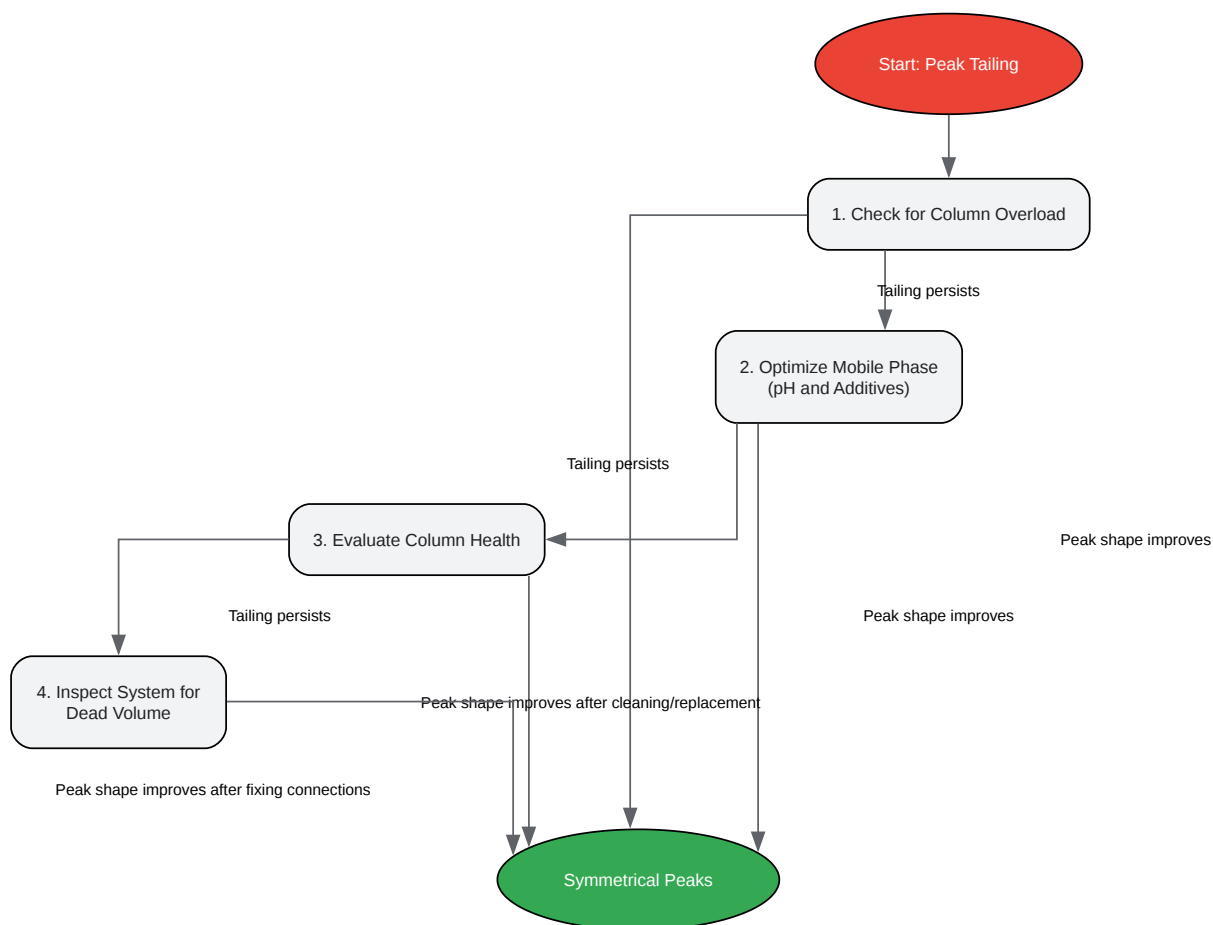 Start: Peak Tailing
1. Check for Column Overload
Tailing persists
2. Optimize Mobile Phase
(pH and Additives)
Tailing persists
3. Evaluate Column Health
Peak shape improves
Tailing persists
Peak shape improves
4. Inspect System for
Dead Volume
Peak shape improves after cleaning/replacement
Peak shape improves after fixing connections
Symmetrical Peaks